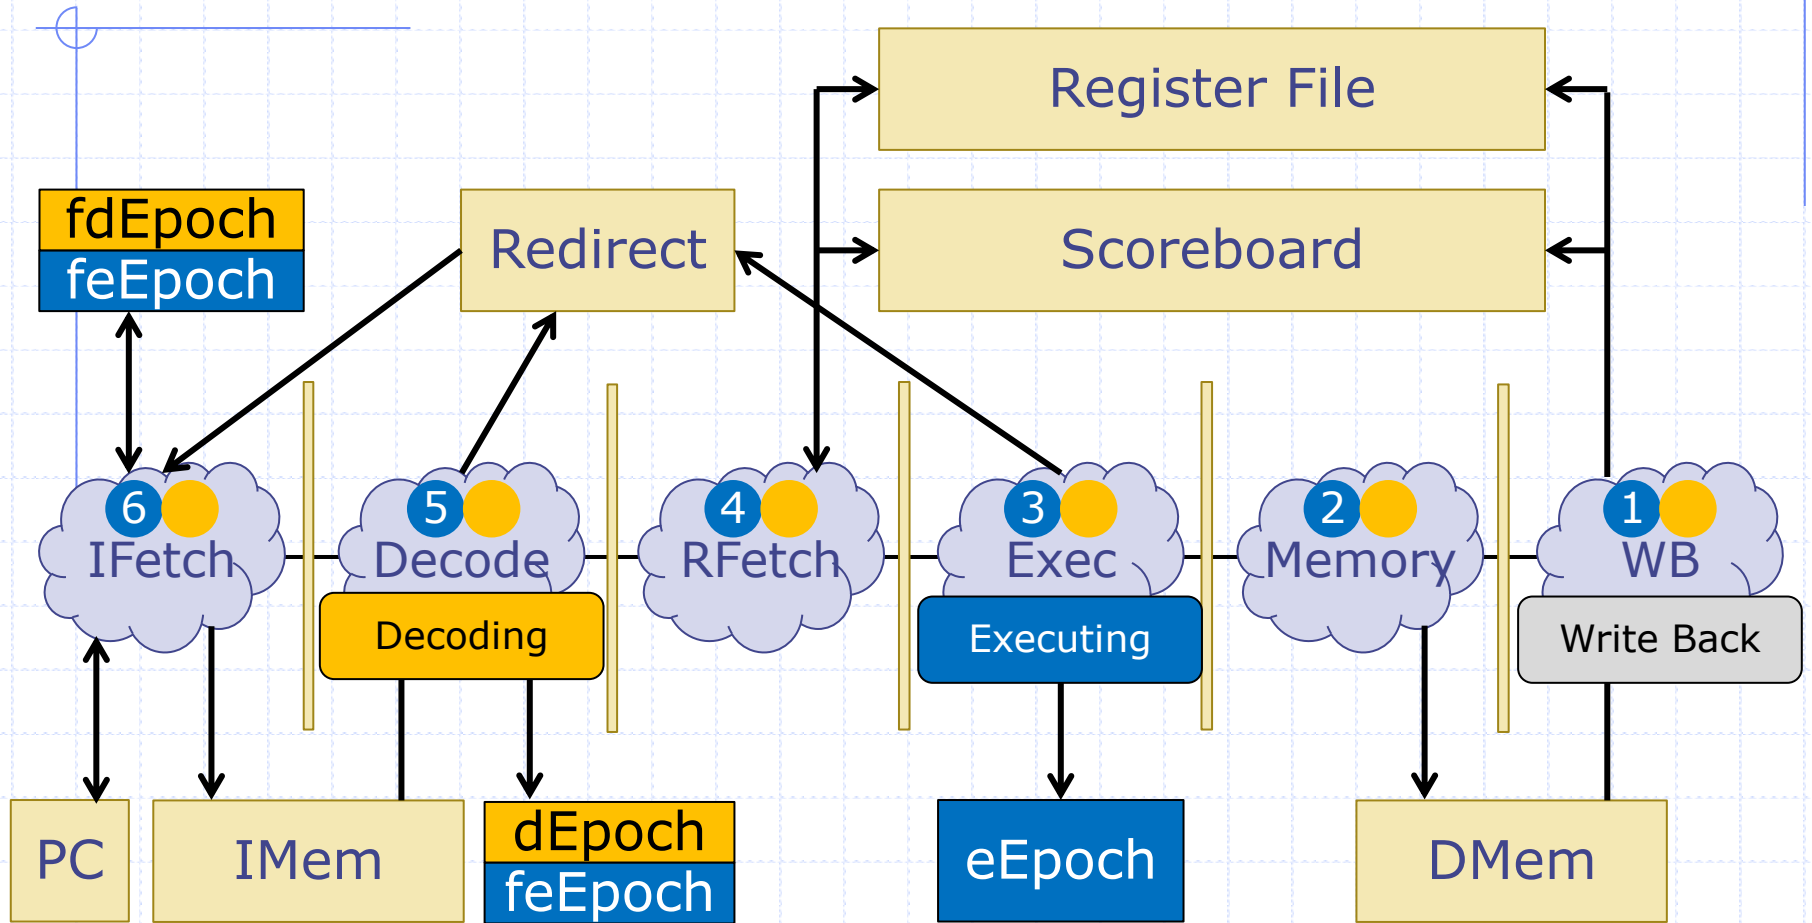 Register File
fdEpoch
feEpoch
Redirect
Scoreboard
6
5
4
3
2
1
IFetch
Decode
RFetch
Exec
Memory
WB
Decoding
Executing
Write Back
PC
IMem
dEpoch
feEpoch
eEpoch
DMem